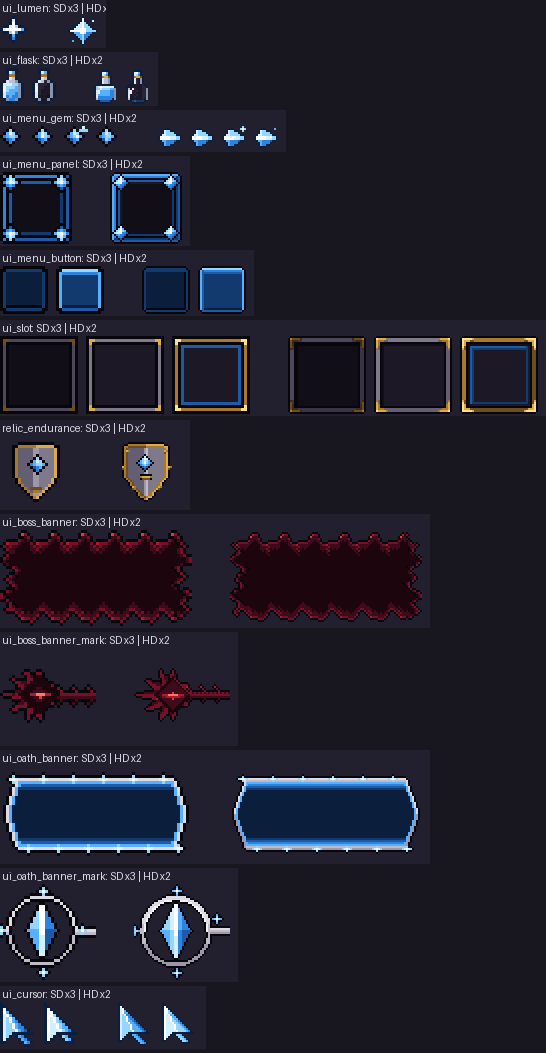 ui_lumen: SDx3 | HDx
ui_flask: SDx3 | HDx2
ui_menu_gem: SDx3 | HDx2
ui_menu_panel: SDx3 | HDx2
ui_menu_button: SDx3 | HDx2
ui_slot: SDx3 | HDx2
relic_endurance: SDx3 | HDx2
ui_boss_banner: SDx3 | HDx2
ui_boss_banner_mark: SDx3 | HDx2
ui_oath_banner: SDx3 | HDx2
ui_oath_banner_mark: SDx3 | HDx2
ui_cursor: SDx3 | HDx2